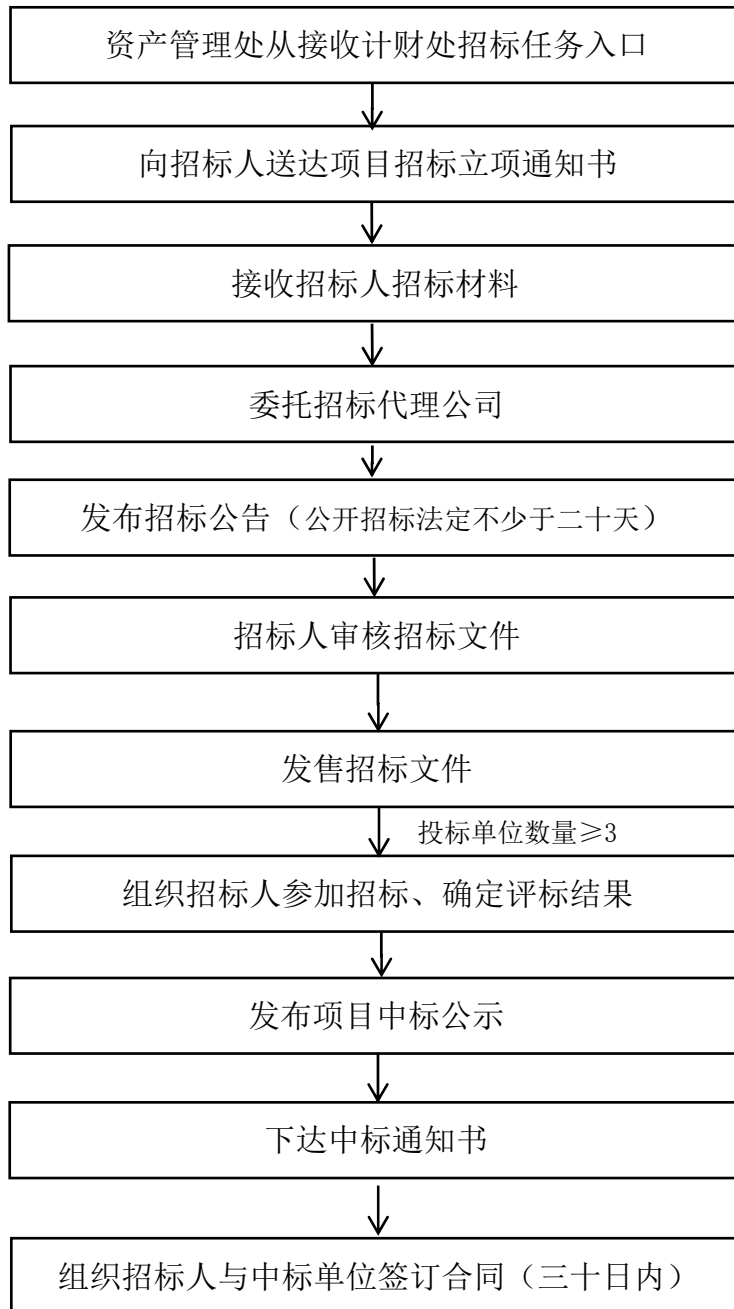 资产管理处从接收计财处招标任务入口
向招标人送达项目招标立项通知书
接收招标人招标材料
委托招标代理公司
发布招标公告（公开招标法定不少于二十天）
招标人审核招标文件
发售招标文件
投标单位数量≥3
组织招标人参加招标、确定评标结果
发布项目中标公示
下达中标通知书
组织招标人与中标单位签订合同（三十日内）